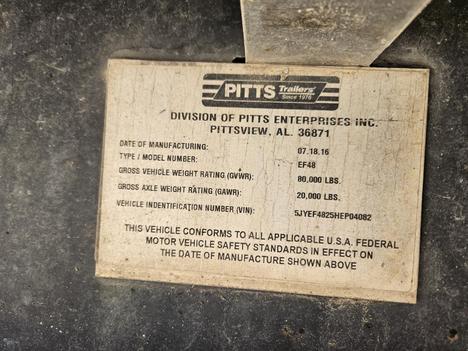 PITTS Trailers
Since 1976
DIVISION OF PITTS ENTERPRISES INC.
PITTSVIEW, AL. 36871
DATE OF MANUFACTURING: 07.18.16
TYPE / MODEL NUMBER: EF48
GROSS VEHICLE WEIGHT RATING (GVWR): 80,000 LBS.
GROSS AXLE WEIGHT RATING (GAWR): 20,000 LBS.
VEHICLE INDENTIFICATION NUMBER (VIN): 5JYEF4825HEP04082
THIS VEHICLE CONFORMS TO ALL APPLICABLE U.S.A. FEDERAL
MOTOR VEHICLE SAFETY STANDARDS IN EFFECT ON
THE DATE OF MANUFACTURE SHOWN ABOVE